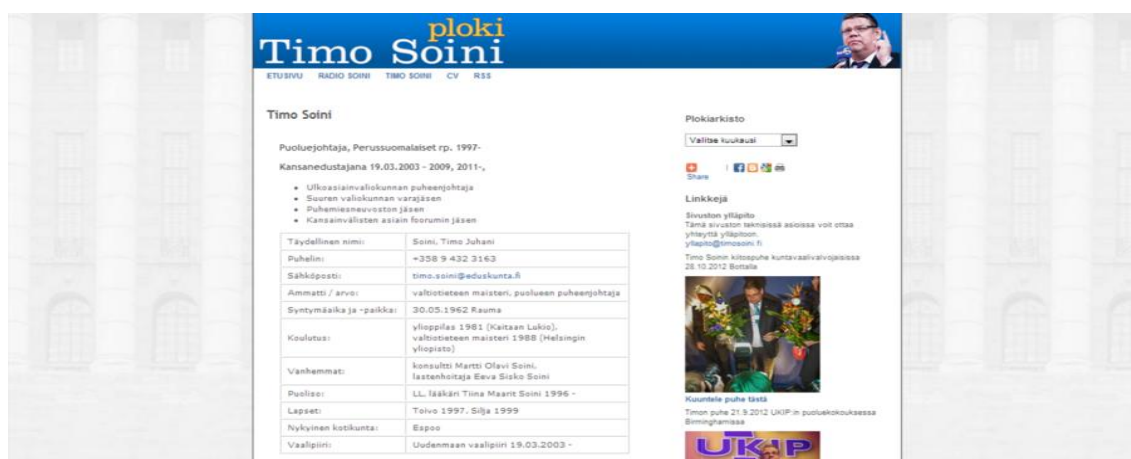 ploki
Timo Soini
ETUSIVU RADIO SOINI TIMO SOINI CV RSS
Timo Soini
Puoluejohtaja, Perussuomalaiset rp. 1997-
Kansanedustajana 19.03.2003 - 2009, 2011-,
Ulkoasiainvaliokunnan puheenjohtaja
Suuren valiokunnan varajäsen
Puhemiesneuvoston jäsen
Kansainvälisten asiain foorumin jäsen
Täydellinen nimi: Soini, Timo Juhani
Puhelin: +358 9 432 3163
Sähköposti: timo.soini@eduskunta.fi
Ammatti / arvo: valtiotieteen maisteri, puolueen puheenjohtaja
Syntymäaika ja -paikka: 30.05.1962 Rauma
Koulutus: ylioppilas 1981 (Kaitaan Lukio),
valtiotieteen maisteri 1988 (Helsingin
yliopisto)
Vanhemmat: konsultti Martti Olavi Soini,
lastenhoitaja Eeva Sisko Soini
Puoliso: LL, lääkäri Tiina Maarit Soini 1996 -
Lapset: Toivo 1997, Silja 1999
Nykyinen kotikunta: Espoo
Vaalipiiri: Uudenmaan vaalipiiri 19.03.2003 -
Plokiarkisto
Valitse kuukausi
Share
Linkkejä
Sivuston ylläpito
Tämä sivuston teknisissä asioissa voit ottaa
yhteyttä ylläpitoon.
yllapito@timosoini.fi
Timo Soinin kiitospuhe kuntavaalivalvojaisissa
28.10.2012 Bottalla
Kuuntele puhe tästä
Timon puhe 21.9.2012 UKIP:in puoluekokouksessa
Birminghamissa
UKIP